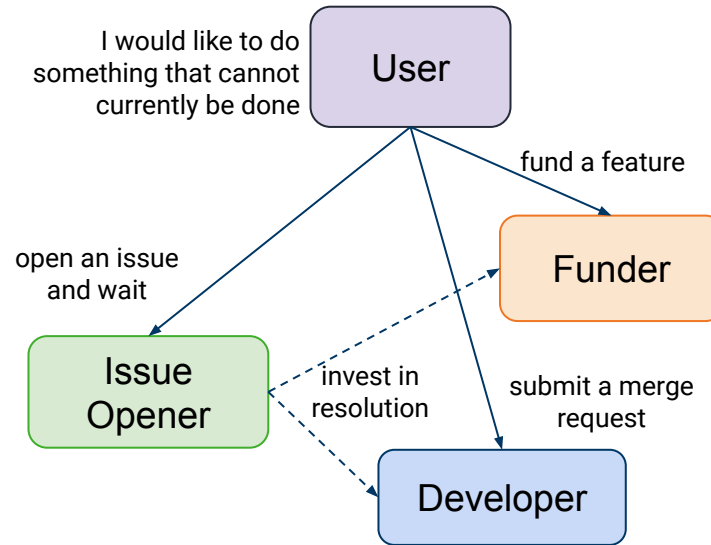 I would like to do
something that cannot
currently be done
User
fund a feature
Funder
open an issue
and wait
Issue
Opener
invest in
resolution
submit a merge
request
Developer